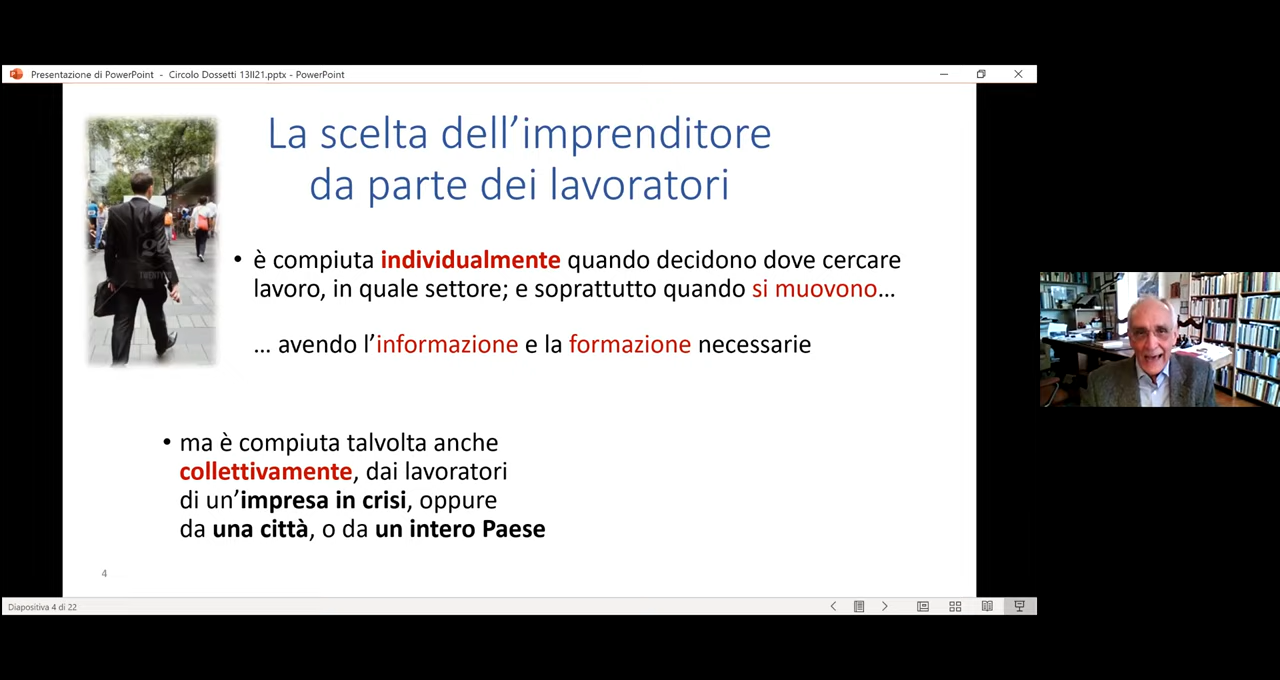 Presentazione di PowerPoint - Circolo Dossetti 13II21.pptx - PowerPoint
La scelta dell’imprenditore
da parte dei lavoratori
• è compiuta individualmente quando decidono dove cercare
lavoro, in quale settore; e soprattutto quando si muovono…
… avendo l’informazione e la formazione necessarie
• ma è compiuta talvolta anche
collettivamente, dai lavoratori
di un’impresa in crisi, oppure
da una città, o da un intero Paese
4
Diapositiva 4 di 22